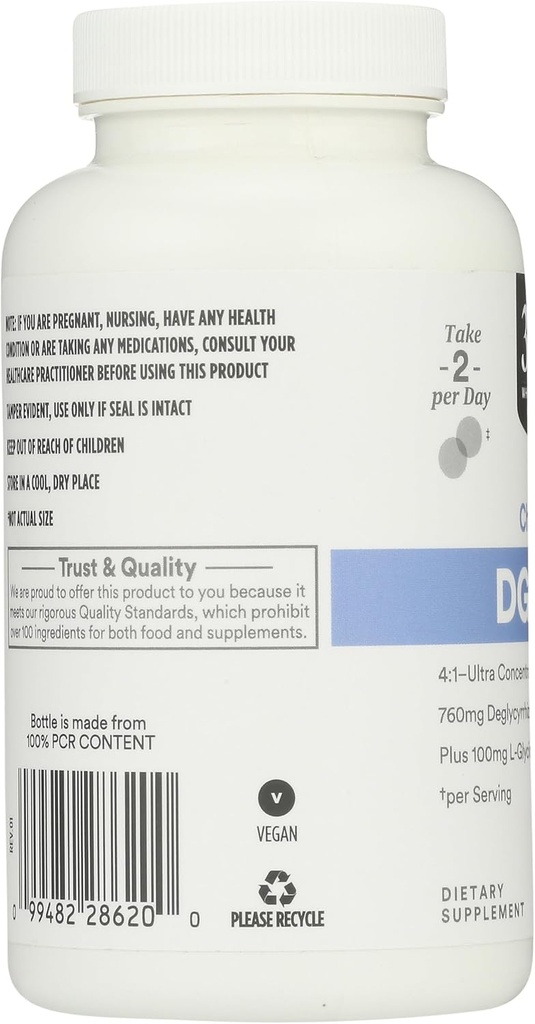 NOTE: IF YOU ARE PREGNANT, NURSING, HAVE ANY HEALTH
CONDITION OR ARE TAKING ANY MEDICATIONS, CONSULT YOUR
HEALTHCARE PRACTITIONER BEFORE USING THIS PRODUCT
TAMPER EVIDENT, USE ONLY IF SEAL IS INTACT
KEEP OUT OF REACH OF CHILDREN
STORE IN A COOL, DRY PLACE
‡NOT ACTUAL SIZE
Trust & Quality
We are proud to offer this product to you because it
meets our rigorous Quality Standards, which prohibit
over 100 ingredients for both food and supplements.
Bottle is made from
100% PCR CONTENT
REV.01
0 99482 28620 0
V
VEGAN
PLEASE RECYCLE
Take
-2-
per Day
‡
DG
4:1–Ultra Concent
760mg Deglycyrrhi
Plus 100mg L-Gly
†per Serving
DIETARY
SUPPLEMENT